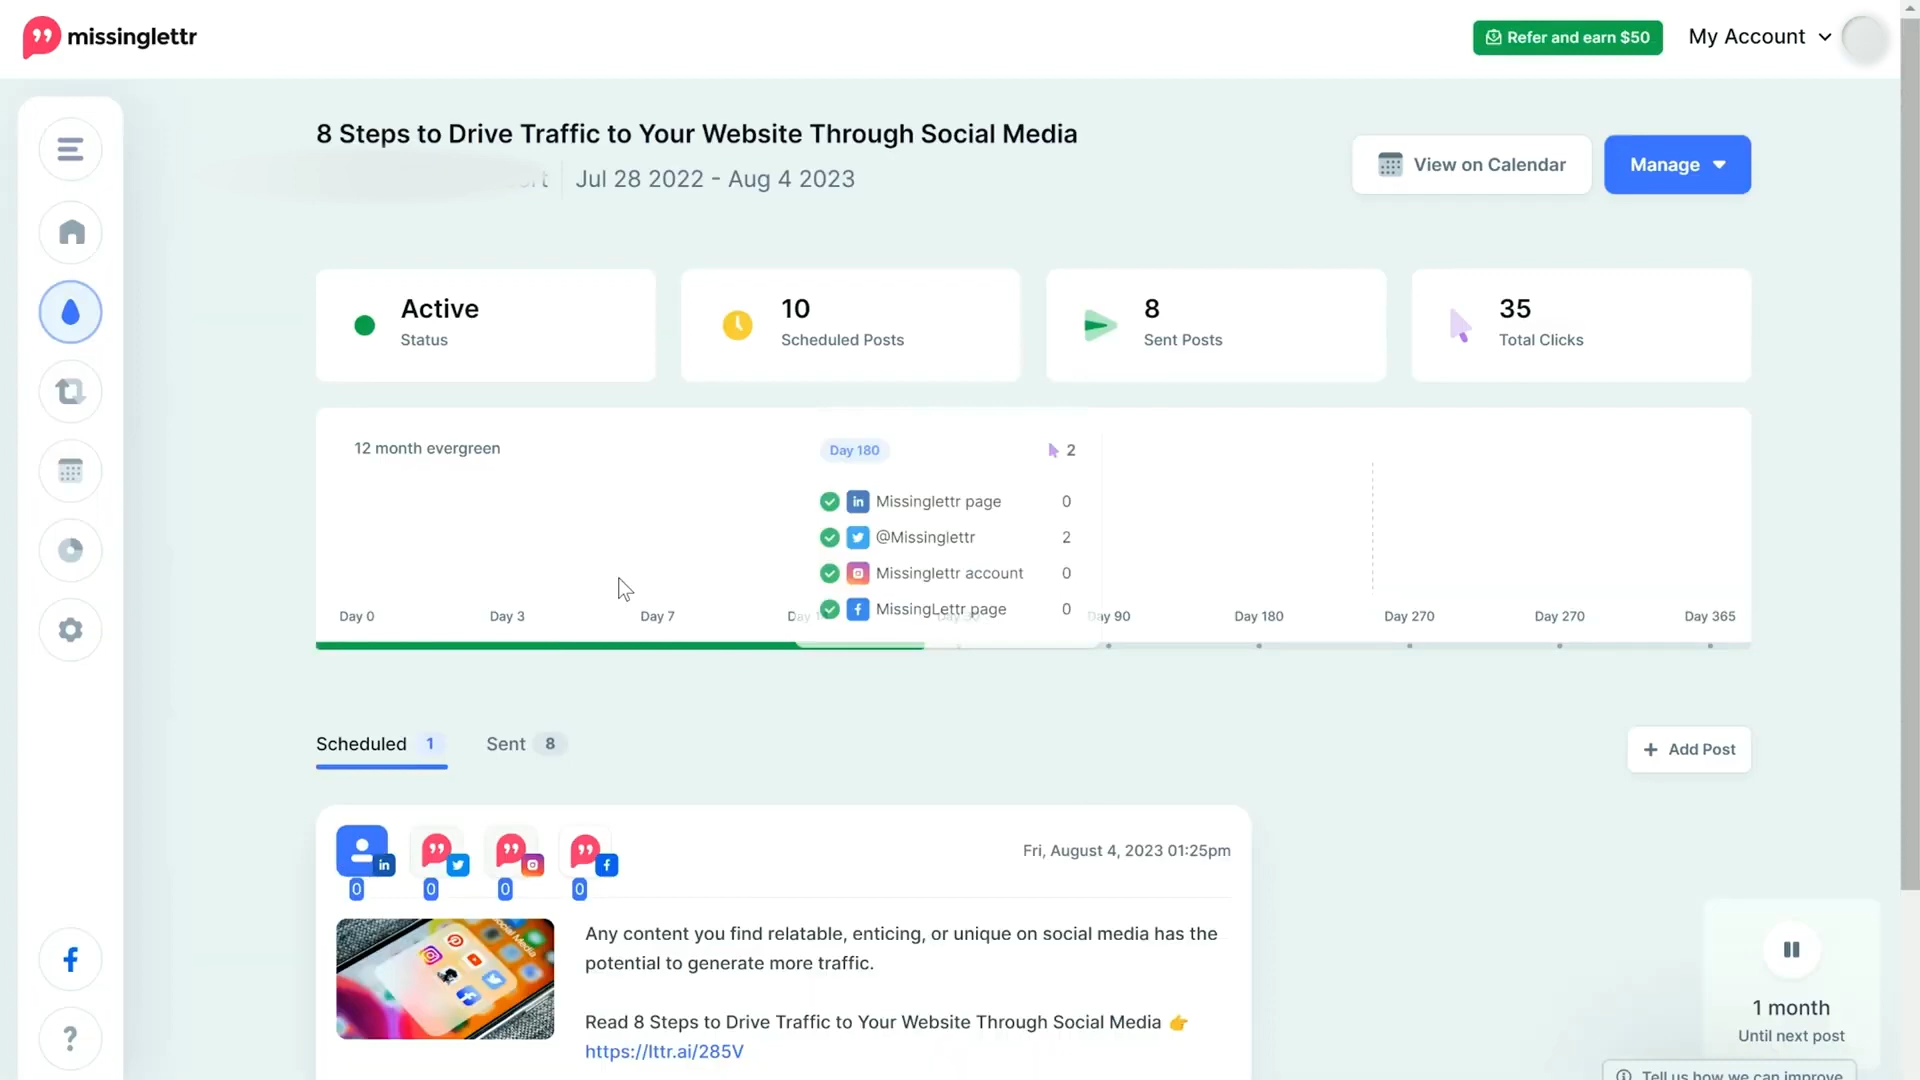 missinglettr
Refer and earn $50
My Account
8 Steps to Drive Traffic to Your Website Through Social Media
Jul 28 2022 - Aug 4 2023
View on Calendar
Manage
Active
Status
10
Scheduled Posts
8
Sent Posts
35
Total Clicks
12 month evergreen
Day 180
2
Missinglettr page 0
@Missinglettr 2
Missinglettr account 0
MissingLettr page 0
Day 0
Day 3
Day 7
Day 90
Day 180
Day 270
Day 270
Day 365
Scheduled 1
Sent 8
+ Add Post
Fri, August 4, 2023 01:25pm
0 0 0 0
Any content you find relatable, enticing, or unique on social media has the
potential to generate more traffic.
Read 8 Steps to Drive Traffic to Your Website Through Social Media 👉
https://lttr.ai/285V
1 month
Until next post
Tell us how we can improve